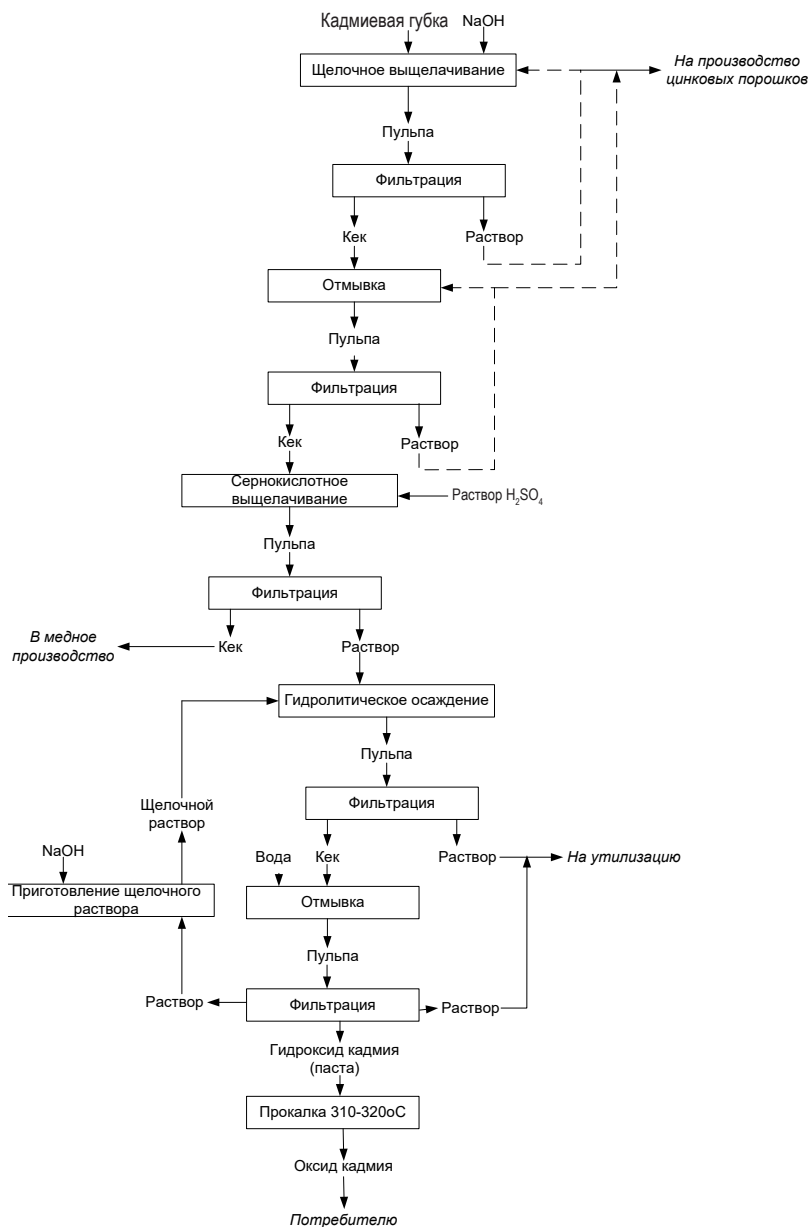 Кадмиевая губка
NaOH
Щелочное выщелачивание
На производство
цинковых порошков
Пульпа
Фильтрация
Кек
Раствор
Отмывка
Пульпа
Фильтрация
Кек
Раствор
Сернокислотное
выщелачивание
Раствор H₂SO₄
Пульпа
Фильтрация
В медное
производство
Кек
Раствор
Гидролитическое осаждение
Пульпа
Щелочной
раствор
Фильтрация
NaOH
Вода
Кек
Раствор
На утилизацию
Приготовление щелочного
раствора
Отмывка
Пульпа
Раствор
Фильтрация
Раствор
Гидроксид кадмия
(паста)
Прокалка 310-320оС
Оксид кадмия
Потребителю